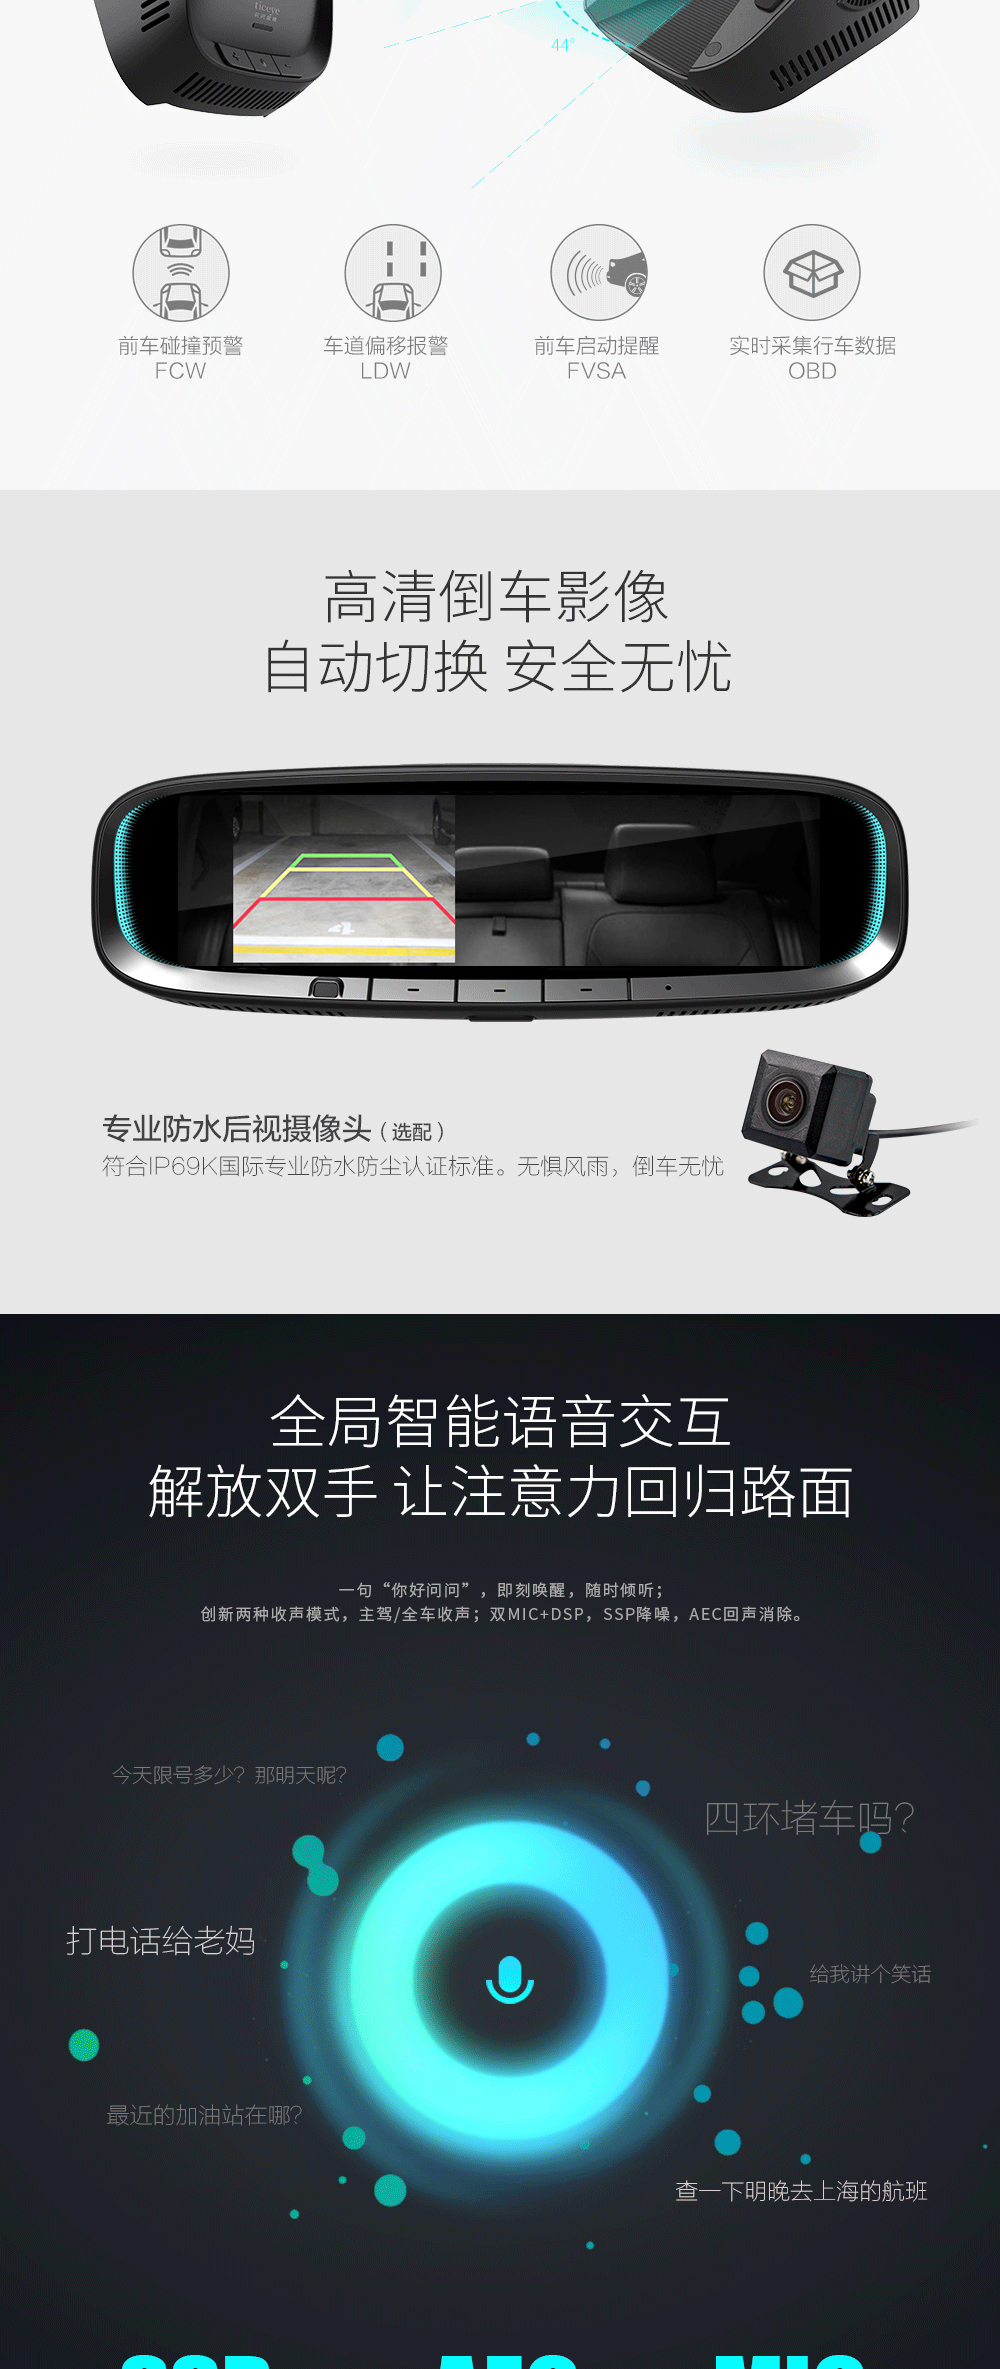 ticeye
44°
前车碰撞预警
FCW
车道偏移报警
LDW
前车启动提醒
FVSA
实时采集行车数据
OBD
高清倒车影像
自动切换 安全无忧
专业防水后视摄像头（选配）
符合IP69K国际专业防水防尘认证标准。无惧风雨，倒车无忧
全局智能语音交互
解放双手 让注意力回归路面
一句“你好问问”，即刻唤醒，随时倾听；
创新两种收声模式，主驾/全车收声；双MIC+DSP，SSP降噪，AEC回声消除。
今天限号多少？那明天呢？
四环堵车吗？
打电话给老妈
给我讲个笑话
最近的加油站在哪？
查一下明晚去上海的航班